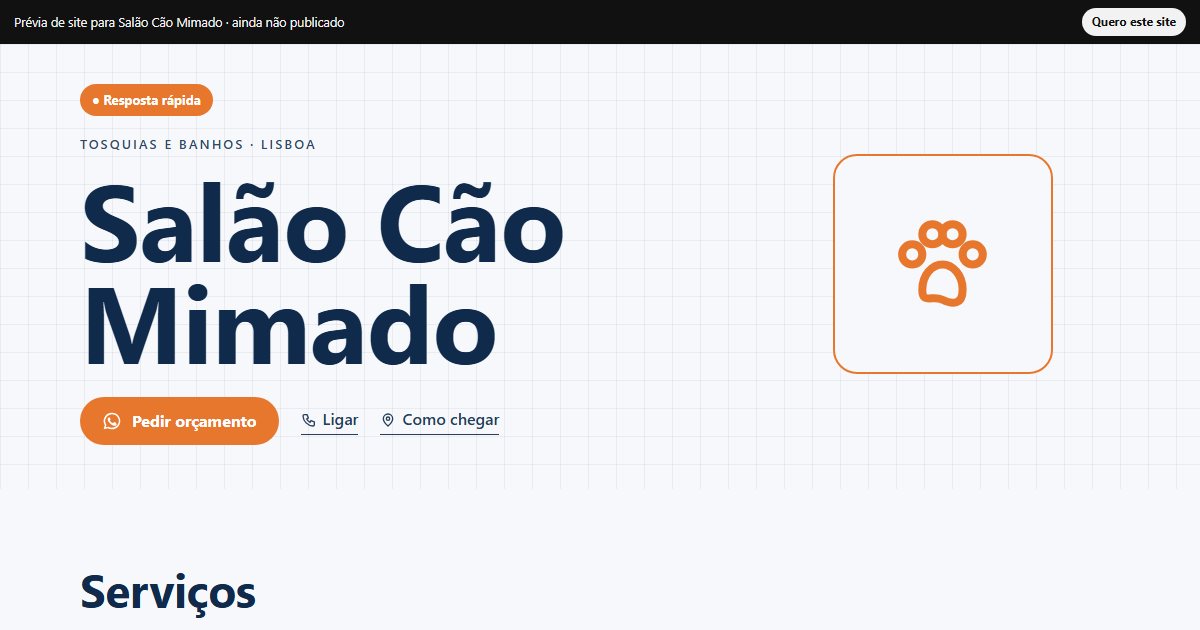 Prévia de site para Salão Cão Mimado · ainda não publicado
Quero este site
Resposta rápida
TOSQUIAS E BANHOS · LISBOA
Salão Cão
Mimado
Pedir orçamento
Ligar
Como chegar
Serviços